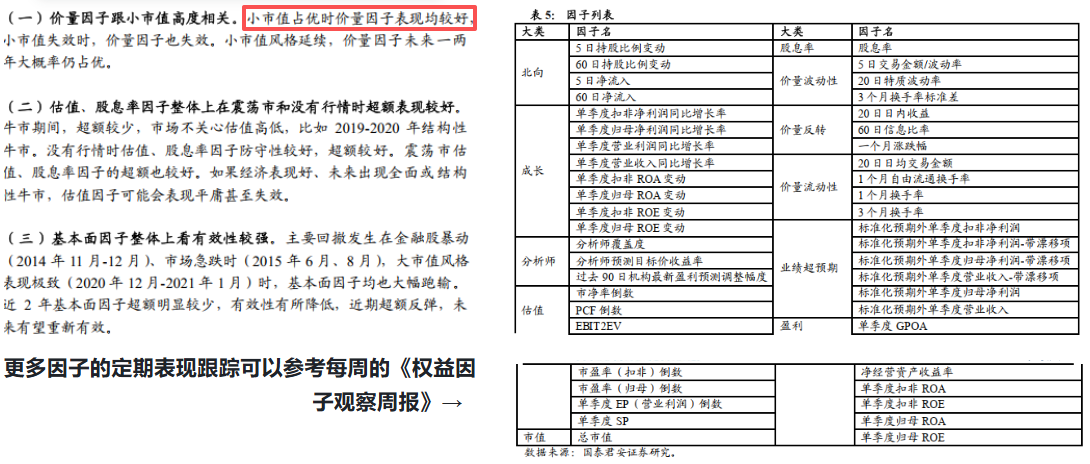 （一）价量因子跟小市值高度相关。小市值占优时价量因子表现均较好，
小市值失效时，价量因子也失效。小市值风格延续，价量因子未来一两
年大概率仍占优。
（二）估值、股息率因子整体上在震荡市和没有行情时超额表现较好。
牛市期间，超额较少，市场不关心估值高低，比如 2019-2020 年结构性
牛市。没有行情时估值、股息率因子防守性较好，超额较好。震荡市估
值、股息率因子的超额也较好。如果经济表现好、未来出现全面或结构
性牛市，估值因子可能会表现平庸甚至失效。
（三）基本面因子整体上看有效性较强。主要回撤发生在金融股暴动
（2014 年 11 月-12 月）、市场急跌时（2015 年 6 月、8 月），大市值风格
表现极致（2020 年 12 月-2021 年 1 月）时，基本面因子均也大幅跑输。
近 2 年基本面因子超额明显较少，有效性有所降低，近期超额反弹，未
来有望重新有效。
更多因子的定期表现跟踪可以参考每周的《权益因
子观察周报》→
表 5: 因子列表
大类 因子名 大类 因子名
北向 5 日持股比例变动 股息率 股息率
60 日持股比例变动 价量波动性 5 日交易金额/波动率
5 日净流入 20 日特质波动率
60 日净流入 3 个月换手率标准差
成长 单季度扣非净利润同比增长率 价量反转 20 日日内收益
单季度归母净利润同比增长率 60 日信息比率
单季度营业利润同比增长率 一个月涨跌幅
单季度营业收入同比增长率 价量流动性 20 日日均交易金额
单季度扣非 ROA 变动 1 个月自由流通换手率
单季度归母 ROA 变动 1 个月换手率
单季度扣非 ROE 变动 3 个月换手率
单季度归母 ROE 变动 业绩超预期 标准化预期外单季度扣非净利润
分析师 分析师覆盖度 标准化预期外单季度扣非净利润-带漂移项
分析师预测目标价收益率 标准化预期外单季度归母净利润-带漂移项
过去 90 日机构最新盈利预测调整幅度 标准化预期外单季度营业收入-带漂移项
估值 市净率倒数 标准化预期外单季度归母净利润
PCF 倒数 标准化预期外单季度营业收入
EBIT2EV 盈利 单季度 GPOA
市盈率（扣非）倒数 净经营资产收益率
市盈率（归母）倒数 单季度扣非 ROA
单季度 EP（营业利润）倒数 单季度扣非 ROE
单季度 SP 单季度归母 ROA
市值 总市值 单季度归母 ROE
数据来源：国泰君安证券研究。